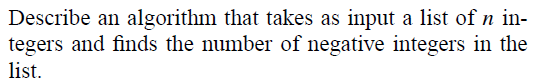 Describe an algorithm that takes as input a list of n in-
tegers and finds the number of negative integers in the
list.